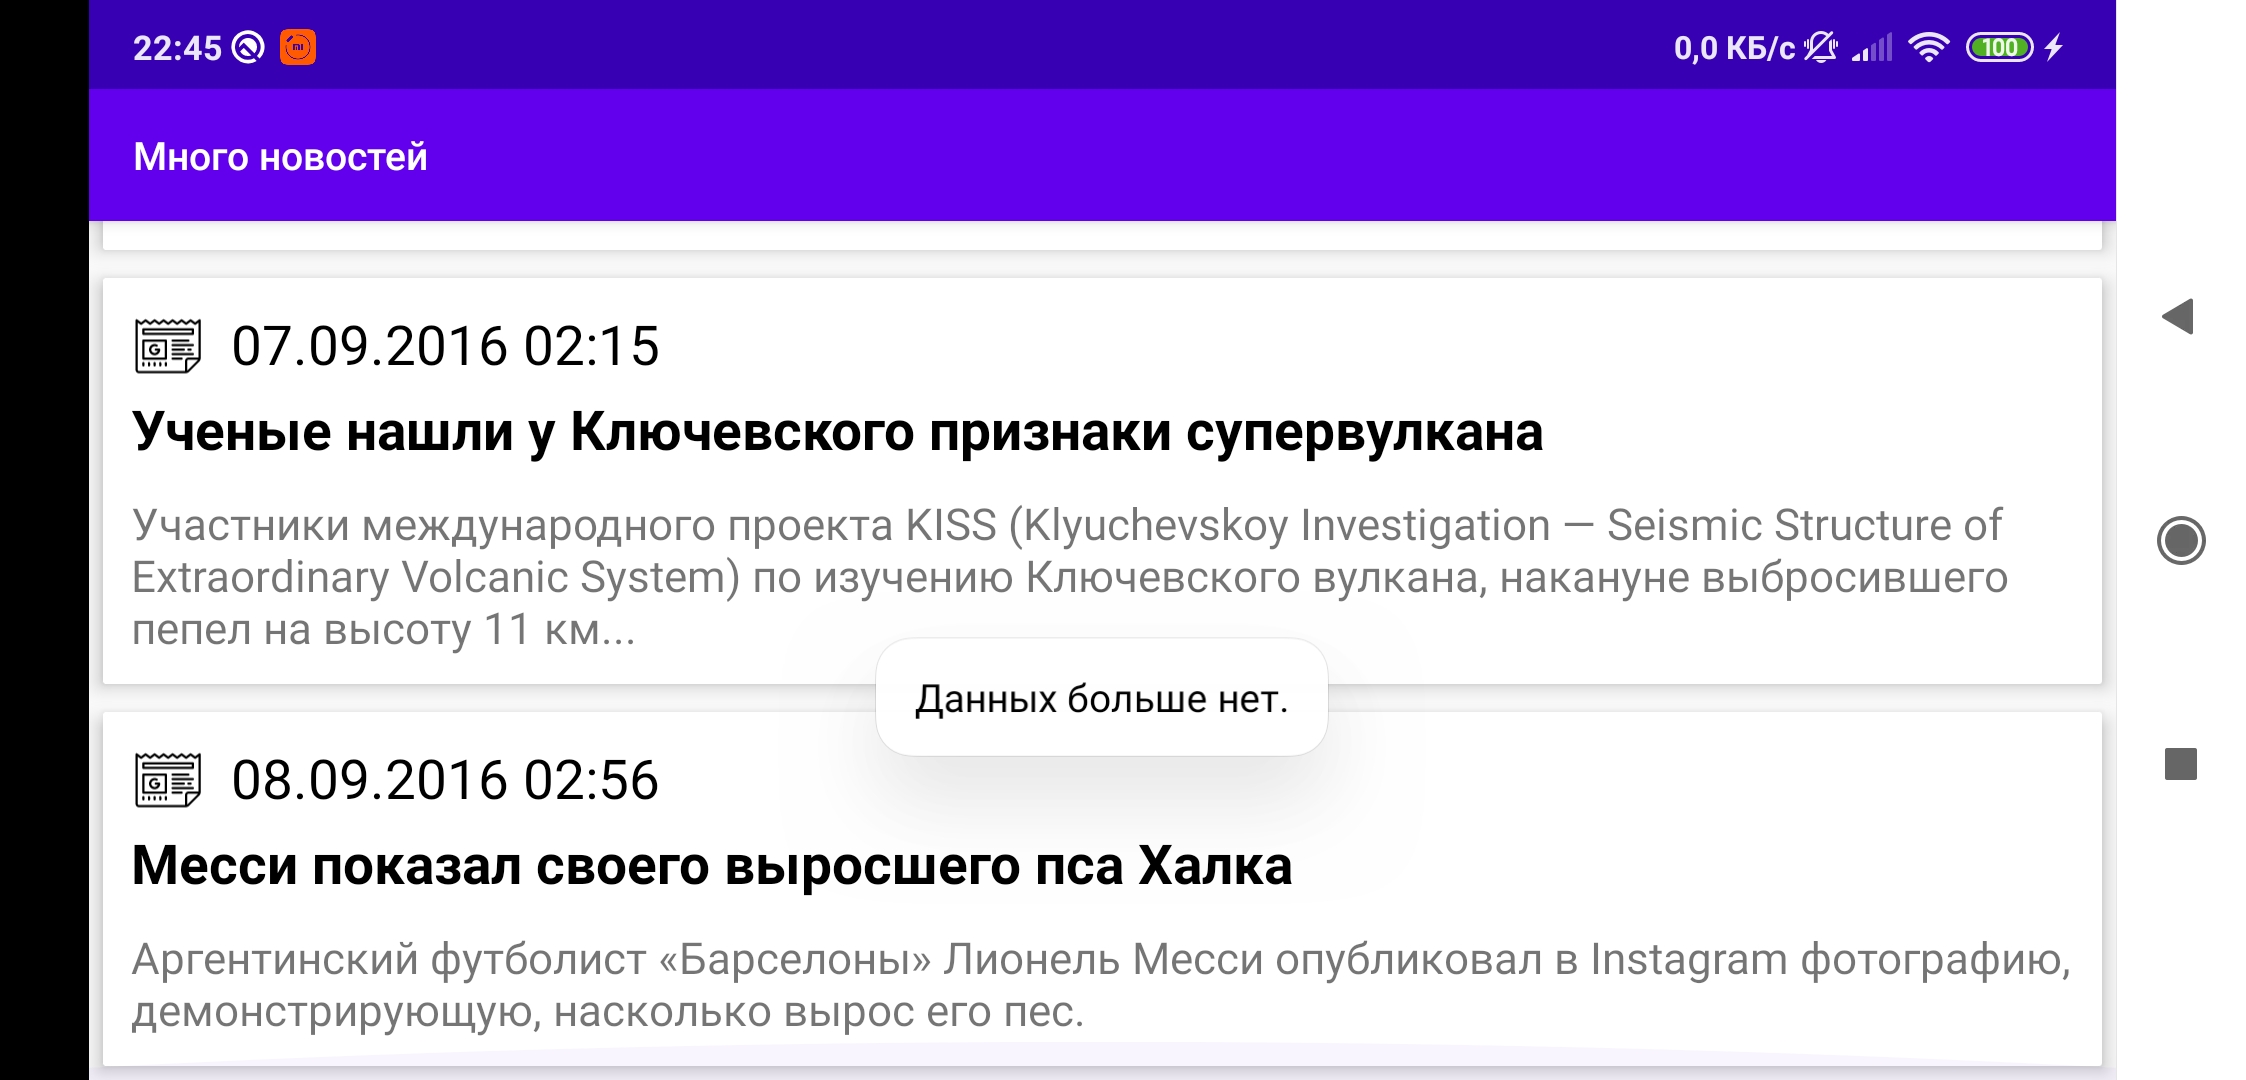 22:45
0,0 КБ/с
100
Много новостей
07.09.2016 02:15
Ученые нашли у Ключевского признаки супервулкана
Участники международного проекта KISS (Klyuchevskoy Investigation — Seismic Structure of
Extraordinary Volcanic System) по изучению Ключевского вулкана, накануне выбросившего
пепел на высоту 11 км...
Данных больше нет.
08.09.2016 02:56
Месси показал своего выросшего пса Халка
Аргентинский футболист «Барселоны» Лионель Месси опубликовал в Instagram фотографию,
демонстрирующую, насколько вырос его пес.